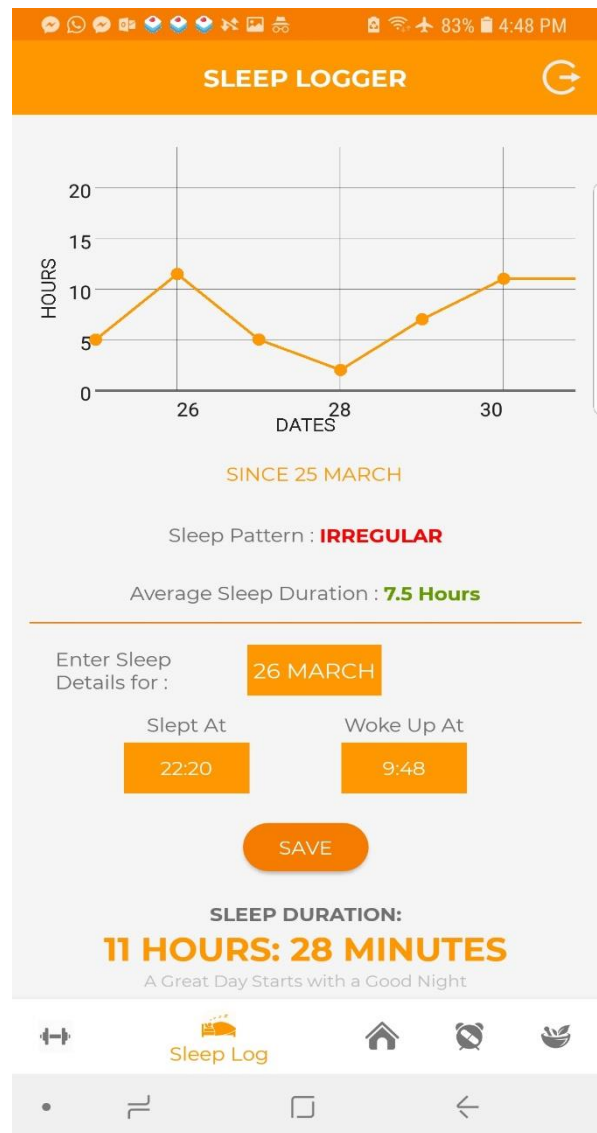 83% 4:48 PM
SLEEP LOGGER
20
15
10
5
0
HOURS
26
28
30
DATES
SINCE 25 MARCH
Sleep Pattern : IRREGULAR
Average Sleep Duration : 7.5 Hours
Enter Sleep
Details for :
26 MARCH
Slept At
Woke Up At
22:20
9:48
SAVE
SLEEP DURATION:
11 HOURS: 28 MINUTES
A Great Day Starts with a Good Night
Sleep Log